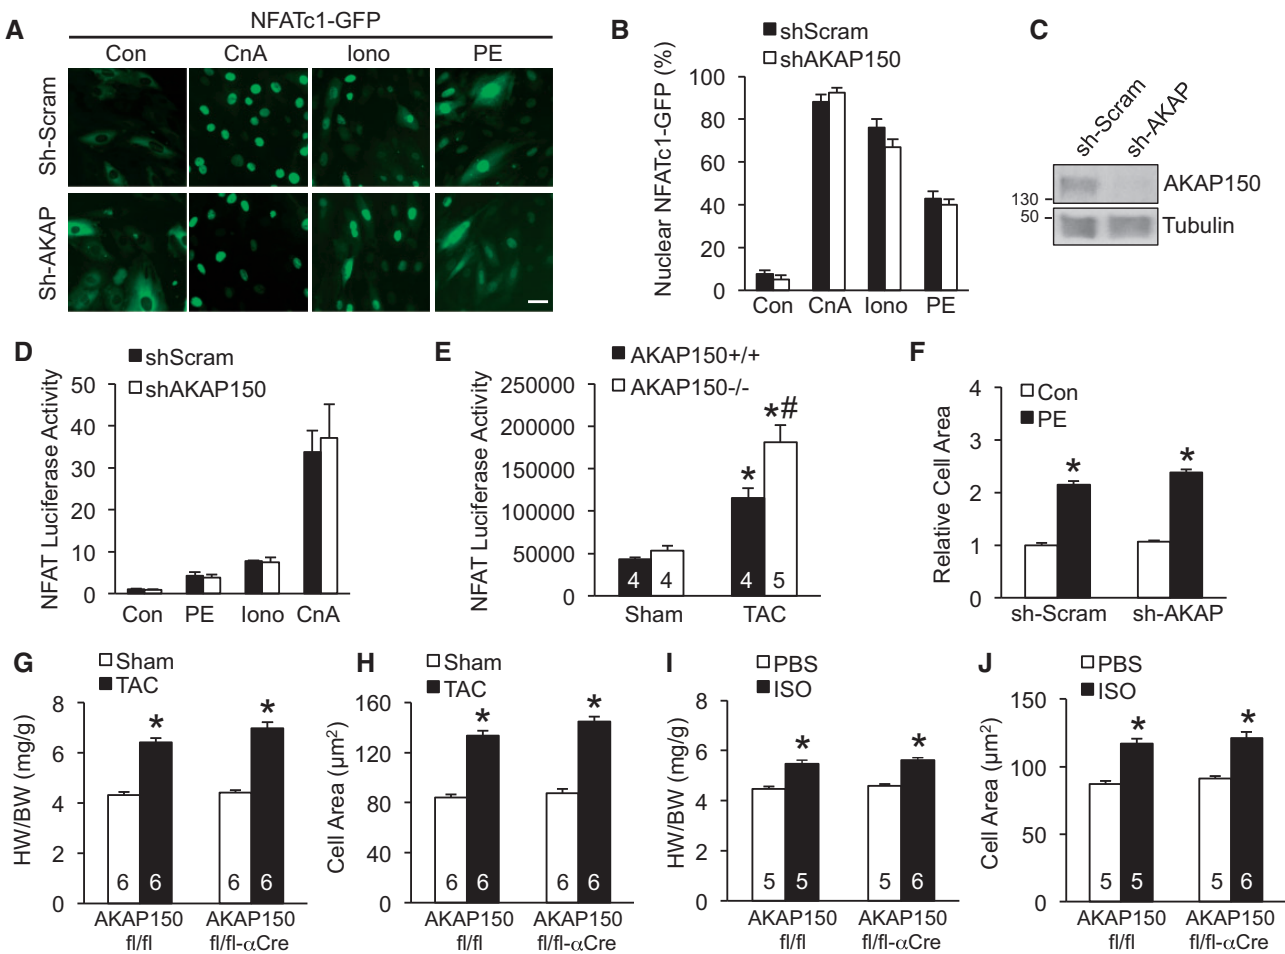 A
NFATc1-GFP
Con CnA Iono PE
Sh-Scram
Sh-AKAP
B
shScram
shAKAP150
Nuclear NFATc1-GFP (%)
100
80
60
40
20
0
Con CnA Iono PE
C
sh-Scram
sh-AKAP
AKAP150
130
50
Tubulin
D
shScram
shAKAP150
NFAT Luciferase Activity
50
40
30
20
10
0
Con PE Iono CnA
E
AKAP150+/+
AKAP150-/-
NFAT Luciferase Activity
250000
200000
150000
100000
50000
0
* *#
4 4 4 5
Sham TAC
F
Con
PE
Relative Cell Area
4
3
2
1
0
* *
sh-Scram sh-AKAP
G
Sham
TAC
HW/BW (mg/g)
8
6
4
2
0
* *
6 6 6 6
AKAP150 AKAP150
fl/fl fl/fl-αCre
H
Sham
TAC
Cell Area (µm²)
160
120
80
40
0
* *
6 6 6 6
AKAP150 AKAP150
fl/fl fl/fl-αCre
I
PBS
ISO
HW/BW (mg/g)
8
6
4
2
0
* *
5 5 5 6
AKAP150 AKAP150
fl/fl fl/fl-αCre
J
PBS
ISO
Cell Area (µm²)
150
100
50
0
* *
5 5 5 6
AKAP150 AKAP150
fl/fl fl/fl-αCre